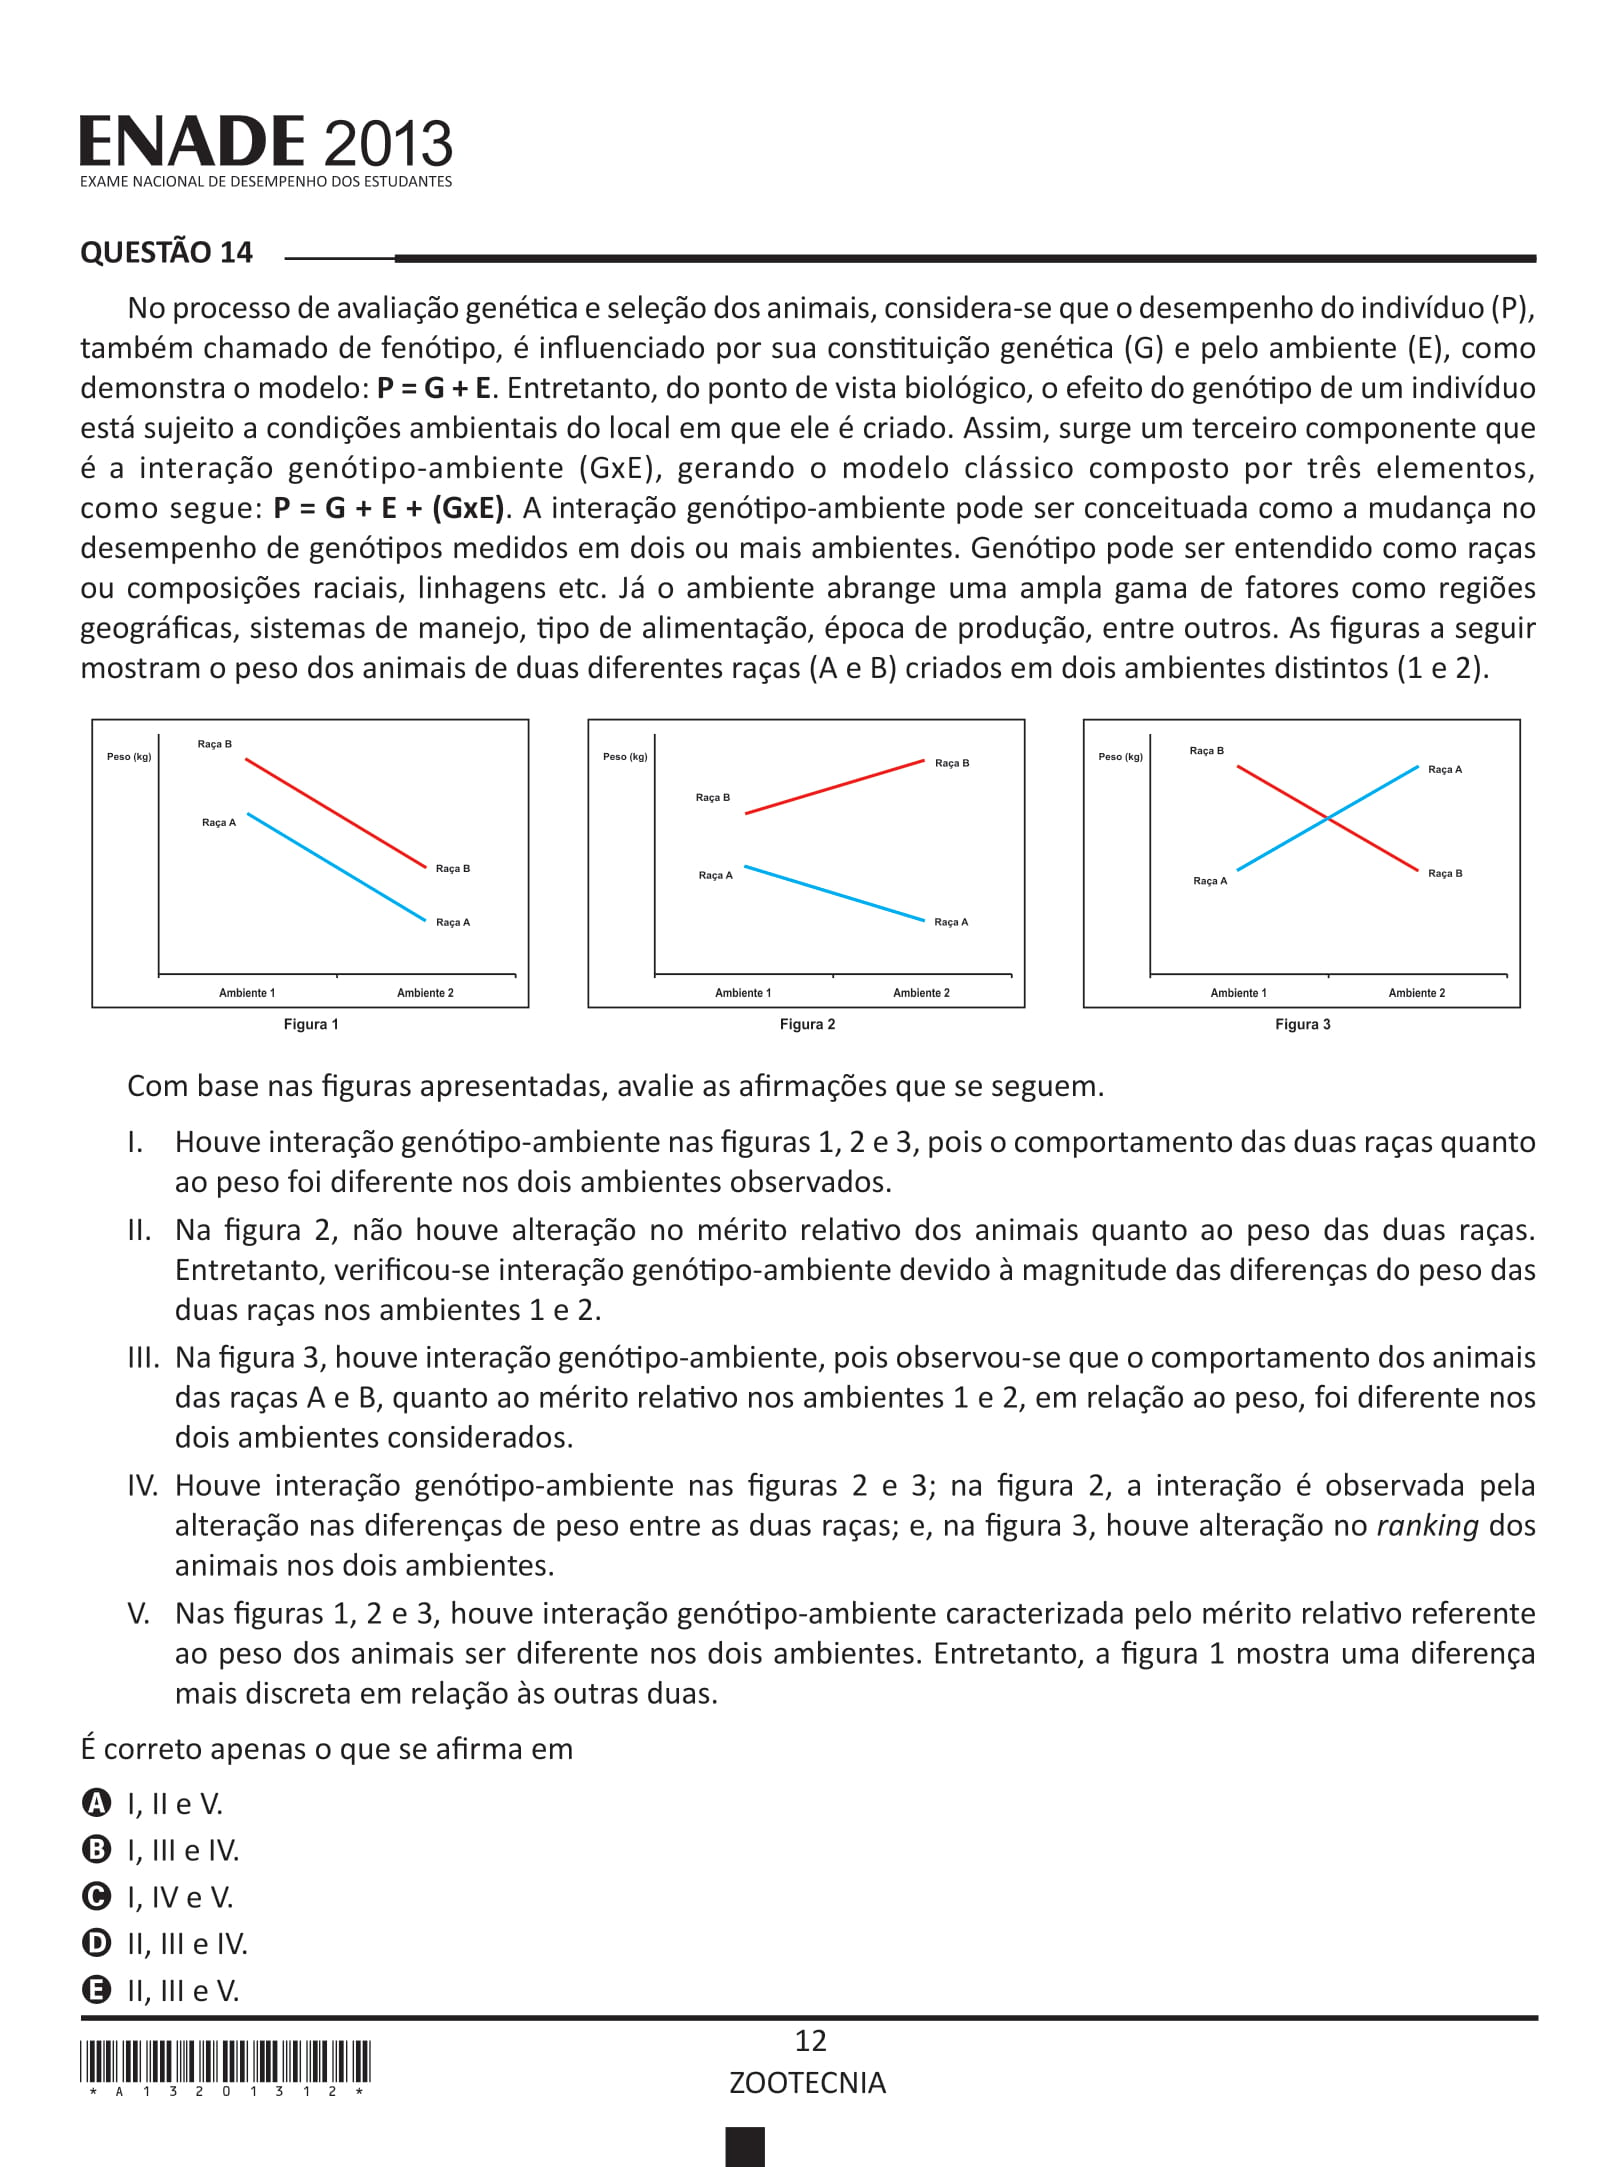 ENADE 2013
EXAME NACIONAL DE DESEMPENHO DOS ESTUDANTES
QUESTÃO 14
No processo de avaliação genética e seleção dos animais, considera-se que o desempenho do indivíduo (P),
também chamado de fenótipo, é influenciado por sua constituição genética (G) e pelo ambiente (E), como
demonstra o modelo: P = G + E. Entretanto, do ponto de vista biológico, o efeito do genótipo de um indivíduo
está sujeito a condições ambientais do local em que ele é criado. Assim, surge um terceiro componente que
é a interação genótipo-ambiente (GxE), gerando o modelo clássico composto por três elementos,
como segue: P = G + E + (GxE). A interação genótipo-ambiente pode ser conceituada como a mudança no
desempenho de genótipos medidos em dois ou mais ambientes. Genótipo pode ser entendido como raças
ou composições raciais, linhagens etc. Já o ambiente abrange uma ampla gama de fatores como regiões
geográficas, sistemas de manejo, tipo de alimentação, época de produção, entre outros. As figuras a seguir
mostram o peso dos animais de duas diferentes raças (A e B) criados em dois ambientes distintos (1 e 2).
Peso (kg)
Raça B
Raça A
Raça B
Raça A
Ambiente 1
Ambiente 2
Figura 1
Peso (kg)
Raça B
Raça B
Raça A
Raça A
Ambiente 1
Ambiente 2
Figura 2
Peso (kg)
Raça B
Raça A
Raça A
Raça B
Ambiente 1
Ambiente 2
Figura 3
Com base nas figuras apresentadas, avalie as afirmações que se seguem.
I. Houve interação genótipo-ambiente nas figuras 1, 2 e 3, pois o comportamento das duas raças quanto
ao peso foi diferente nos dois ambientes observados.
II. Na figura 2, não houve alteração no mérito relativo dos animais quanto ao peso das duas raças.
Entretanto, verificou-se interação genótipo-ambiente devido à magnitude das diferenças do peso das
duas raças nos ambientes 1 e 2.
III. Na figura 3, houve interação genótipo-ambiente, pois observou-se que o comportamento dos animais
das raças A e B, quanto ao mérito relativo nos ambientes 1 e 2, em relação ao peso, foi diferente nos
dois ambientes considerados.
IV. Houve interação genótipo-ambiente nas figuras 2 e 3; na figura 2, a interação é observada pela
alteração nas diferenças de peso entre as duas raças; e, na figura 3, houve alteração no ranking dos
animais nos dois ambientes.
V. Nas figuras 1, 2 e 3, houve interação genótipo-ambiente caracterizada pelo mérito relativo referente
ao peso dos animais ser diferente nos dois ambientes. Entretanto, a figura 1 mostra uma diferença
mais discreta em relação às outras duas.
É correto apenas o que se afirma em
A I, II e V.
B I, III e IV.
C I, IV e V.
D II, III e IV.
E II, III e V.
12
ZOOTECNIA
* A 1 3 2 0 1 3 1 2 *